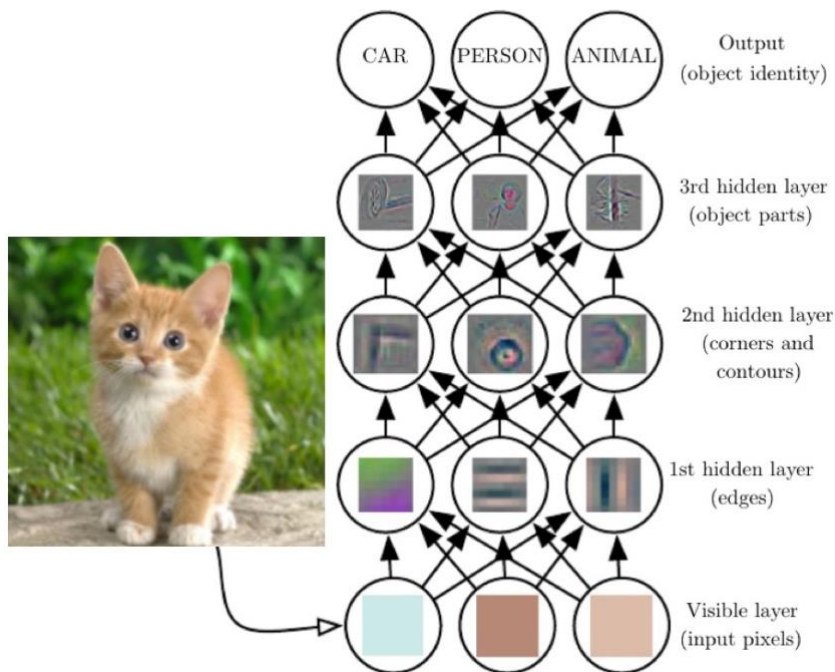 CAR
PERSON
ANIMAL
Output
(object identity)
3rd hidden layer
(object parts)
2nd hidden layer
(corners and
contours)
1st hidden layer
(edges)
Visible layer
(input pixels)